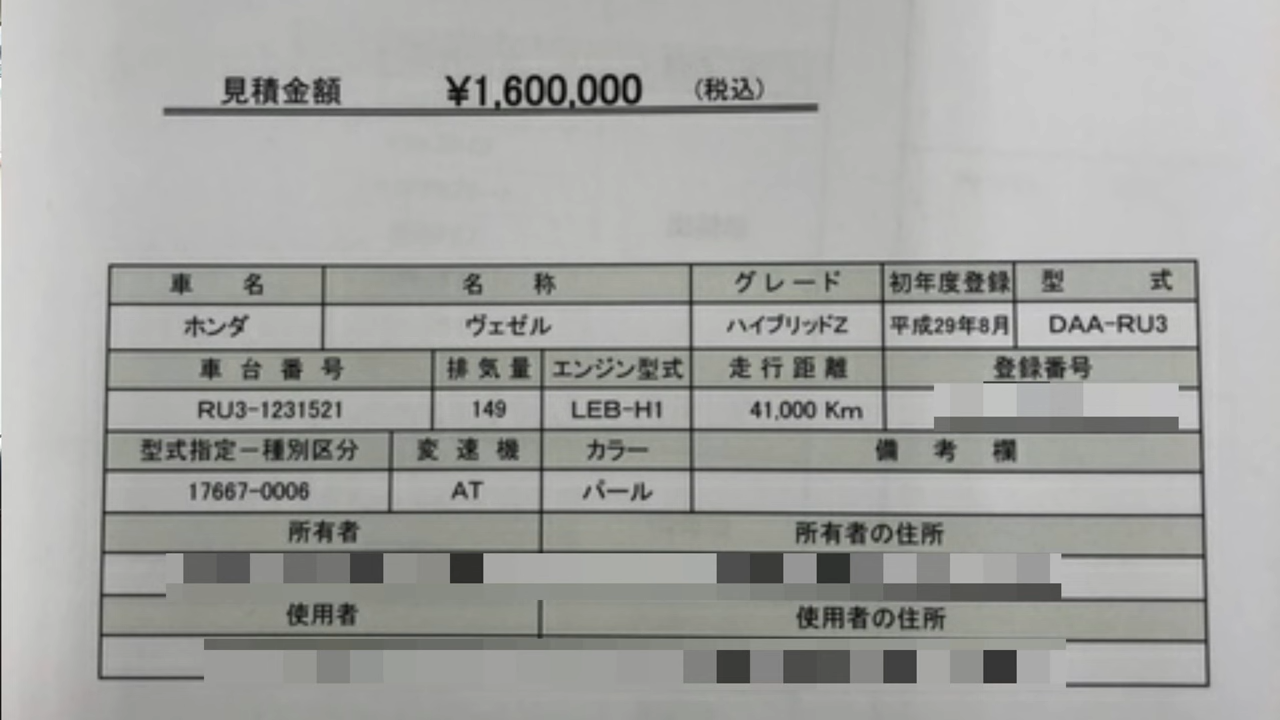 見積金額 ¥1,600,000 (税込)
車名 名称 グレード 初年度登録 型式
ホンダ ヴェゼル ハイブリッドZ 平成29年8月 DAA-RU3
車台番号 排気量 エンジン型式 走行距離 登録番号
RU3-1231521 149 LEB-H1 41,000 Km
型式指定-種別区分 変速機 カラー 備考欄
17667-0006 AT パール
所有者 所有者の住所
使用者 使用者の住所